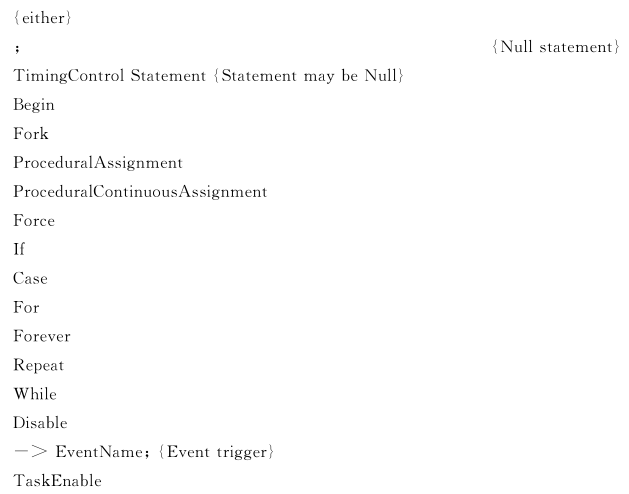 {either}
; {Null statement}
TimingControl Statement {Statement may be Null}
Begin
Fork
ProceduralAssignment
ProceduralContinuousAssignment
Force
If
Case
For
Forever
Repeat
While
Disable
−> EventName; {Event trigger}
TaskEnable